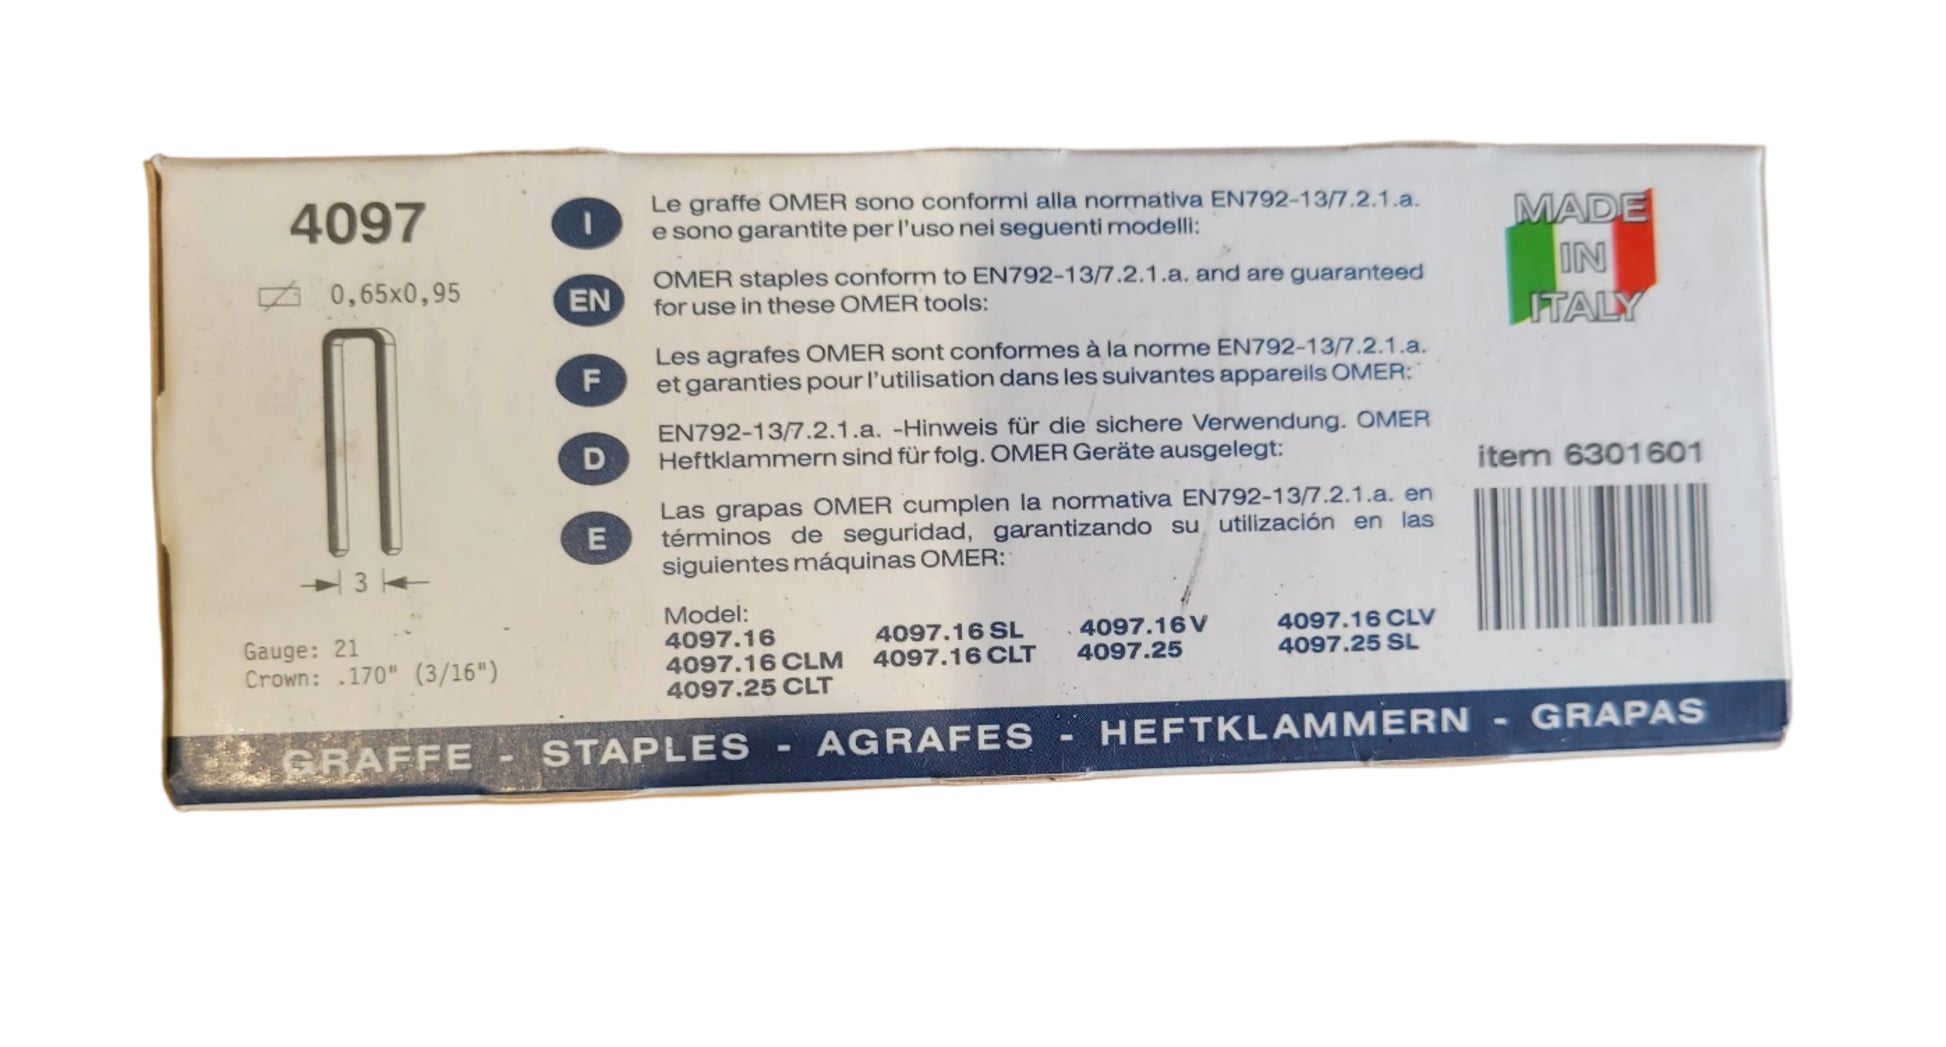 4097
0,65x0,95
3
Gauge: 21
Crown: .170" (3/16")
I
Le graffe OMER sono conformi alla normativa EN792-13/7.2.1.a.
e sono garantite per l'uso nei seguenti modelli:
EN
OMER staples conform to EN792-13/7.2.1.a. and are guaranteed
for use in these OMER tools:
F
Les agrafes OMER sont conformes à la norme EN792-13/7.2.1.a.
et garanties pour l'utilisation dans les suivantes appareils OMER:
D
EN792-13/7.2.1.a. -Hinweis für die sichere Verwendung. OMER
Heftklammern sind für folg. OMER Geräte ausgelegt:
E
Las grapas OMER cumplen la normativa EN792-13/7.2.1.a. en
términos de seguridad, garantizando su utilización en las
siguientes máquinas OMER:
Model:
4097.16 4097.16 SL 4097.16 V 4097.16 CLV
4097.16 CLM 4097.16 CLT 4097.25 4097.25 SL
4097.25 CLT
MADE
IN
ITALY
item 6301601
GRAFFE - STAPLES - AGRAFES - HEFTKLAMMERN - GRAPAS